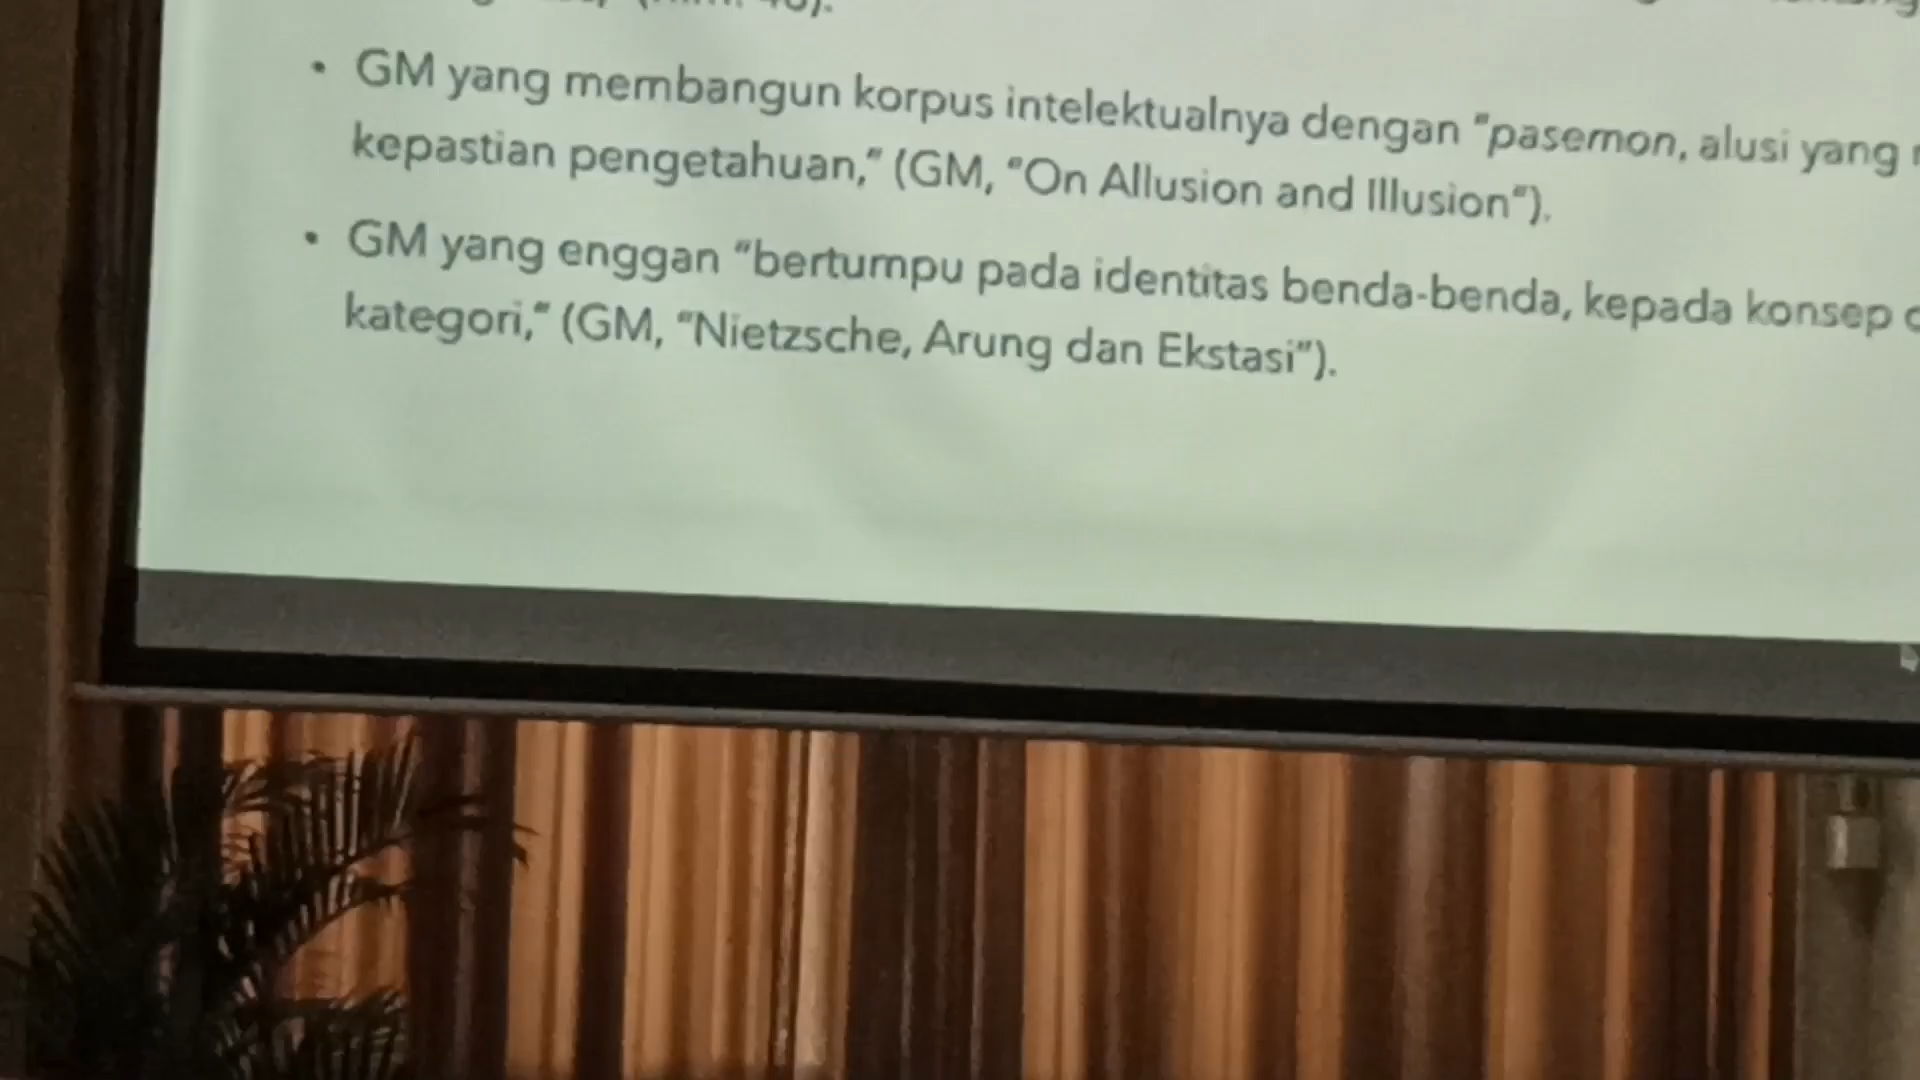 • GM yang membangun korpus intelektualnya dengan “pasemon, alusi yang
kepastian pengetahuan,” (GM, “On Allusion and Illusion”).
• GM yang enggan “bertumpu pada identitas benda-benda, kepada konsep
kategori,” (GM, “Nietzsche, Arung dan Ekstasi”).